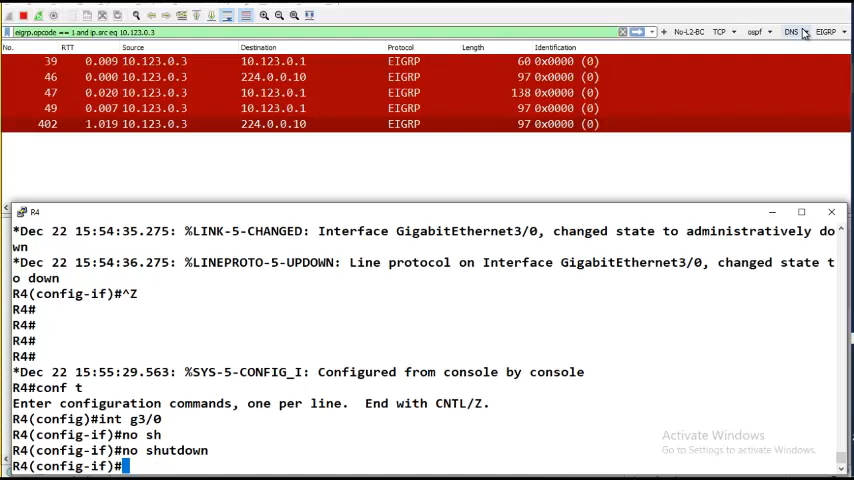 eigrp.opcode == 1 and ip.src eq 10.123.0.3 No-L2-BC TCP ospf DNS EIGRP
No. RTT Source Destination Protocol Length Identification
39 0.009 10.123.0.3 10.123.0.1 EIGRP 60 0x0000 (0)
46 0.000 10.123.0.3 224.0.0.10 EIGRP 97 0x0000 (0)
47 0.020 10.123.0.3 10.123.0.1 EIGRP 138 0x0000 (0)
49 0.007 10.123.0.3 224.0.0.10 EIGRP 97 0x0000 (0)
402 1.019 10.123.0.3 224.0.0.10 EIGRP 97 0x0000 (0)
R4
*Dec 22 15:54:35.275: %LINK-5-CHANGED: Interface GigabitEthernet3/0, changed state to administratively do
wn
*Dec 22 15:54:36.275: %LINEPROTO-5-UPDOWN: Line protocol on Interface GigabitEthernet3/0, changed state t
o down
R4(config-if)#^Z
R4#
R4#
R4#
R4#
*Dec 22 15:55:29.563: %SYS-5-CONFIG_I: Configured from console by console
R4#conf t
Enter configuration commands, one per line.  End with CNTL/Z.
R4(config)#int g3/0
R4(config-if)#no sh
R4(config-if)#no shutdown
R4(config-if)#
Activate Windows
Go to Settings to activate Windows.